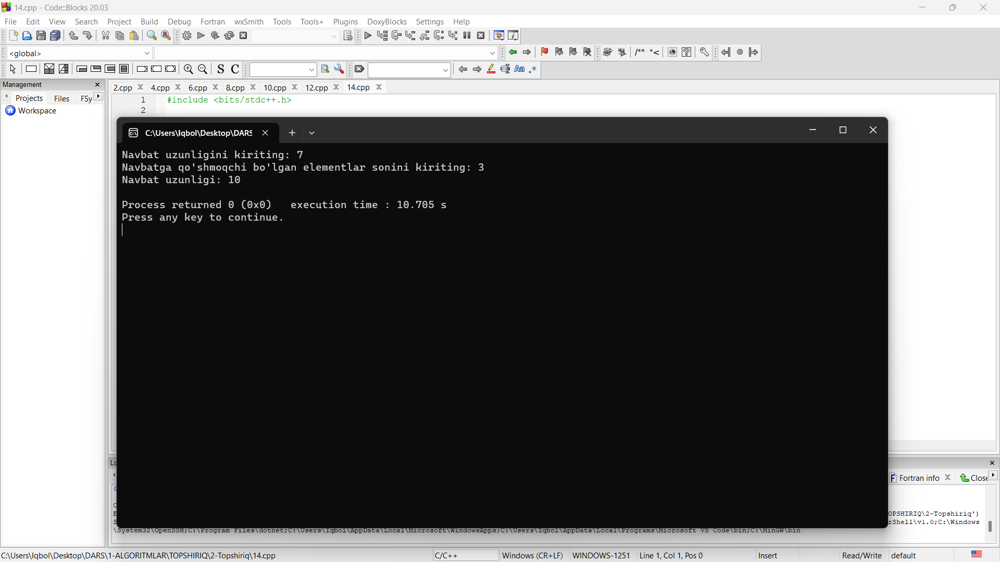 14.cpp - Code::Blocks 20.03
File Edit View Search Project Build Debug Fortran wxSmith Tools Tools+ Plugins DoxyBlocks Settings Help
<global>
/** *<
S C
Aa .*
Management
2.cpp 4.cpp 6.cpp 8.cpp 10.cpp 12.cpp 14.cpp
Projects Files FSy
Workspace
1 #include <bits/stdc++.h>
2
C:\Users\Iqbol\Desktop\DARS
Navbat uzunligini kiriting: 7
Navbatga qo'shmoqchi bo'lgan elementlar sonini kiriting: 3
Navbat uzunligi: 10
Process returned 0 (0x0)   execution time : 10.705 s
Press any key to continue.
Fortran info Close
OPSHIRIQ\2-Topshiriq')
rShell\v1.0;C:\Windows
\System32\OpenSSH;C:\Program Files\dotnet;C:\Users\Iqbol\AppData\Local\Microsoft\WindowsApps;C:\Users\Iqbol\AppData\Local\Programs\Microsoft VS Code\bin;C:\MinGW\bin
C:\Users\Iqbol\Desktop\DARS\1-ALGORITMLAR\TOPSHIRIQ\2-Topshiriq\14.cpp C/C++ Windows (CR+LF) WINDOWS-1251 Line 1, Col 1, Pos 0 Insert Read/Write default